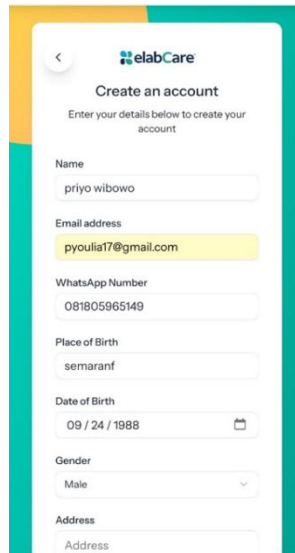 elabCare
Create an account
Enter your details below to create your
account
Name
priyo wibowo
Email address
pyoulia17@gmail.com
WhatsApp Number
081805965149
Place of Birth
semaranf
Date of Birth
09 / 24 / 1988
Gender
Male
Address
Address